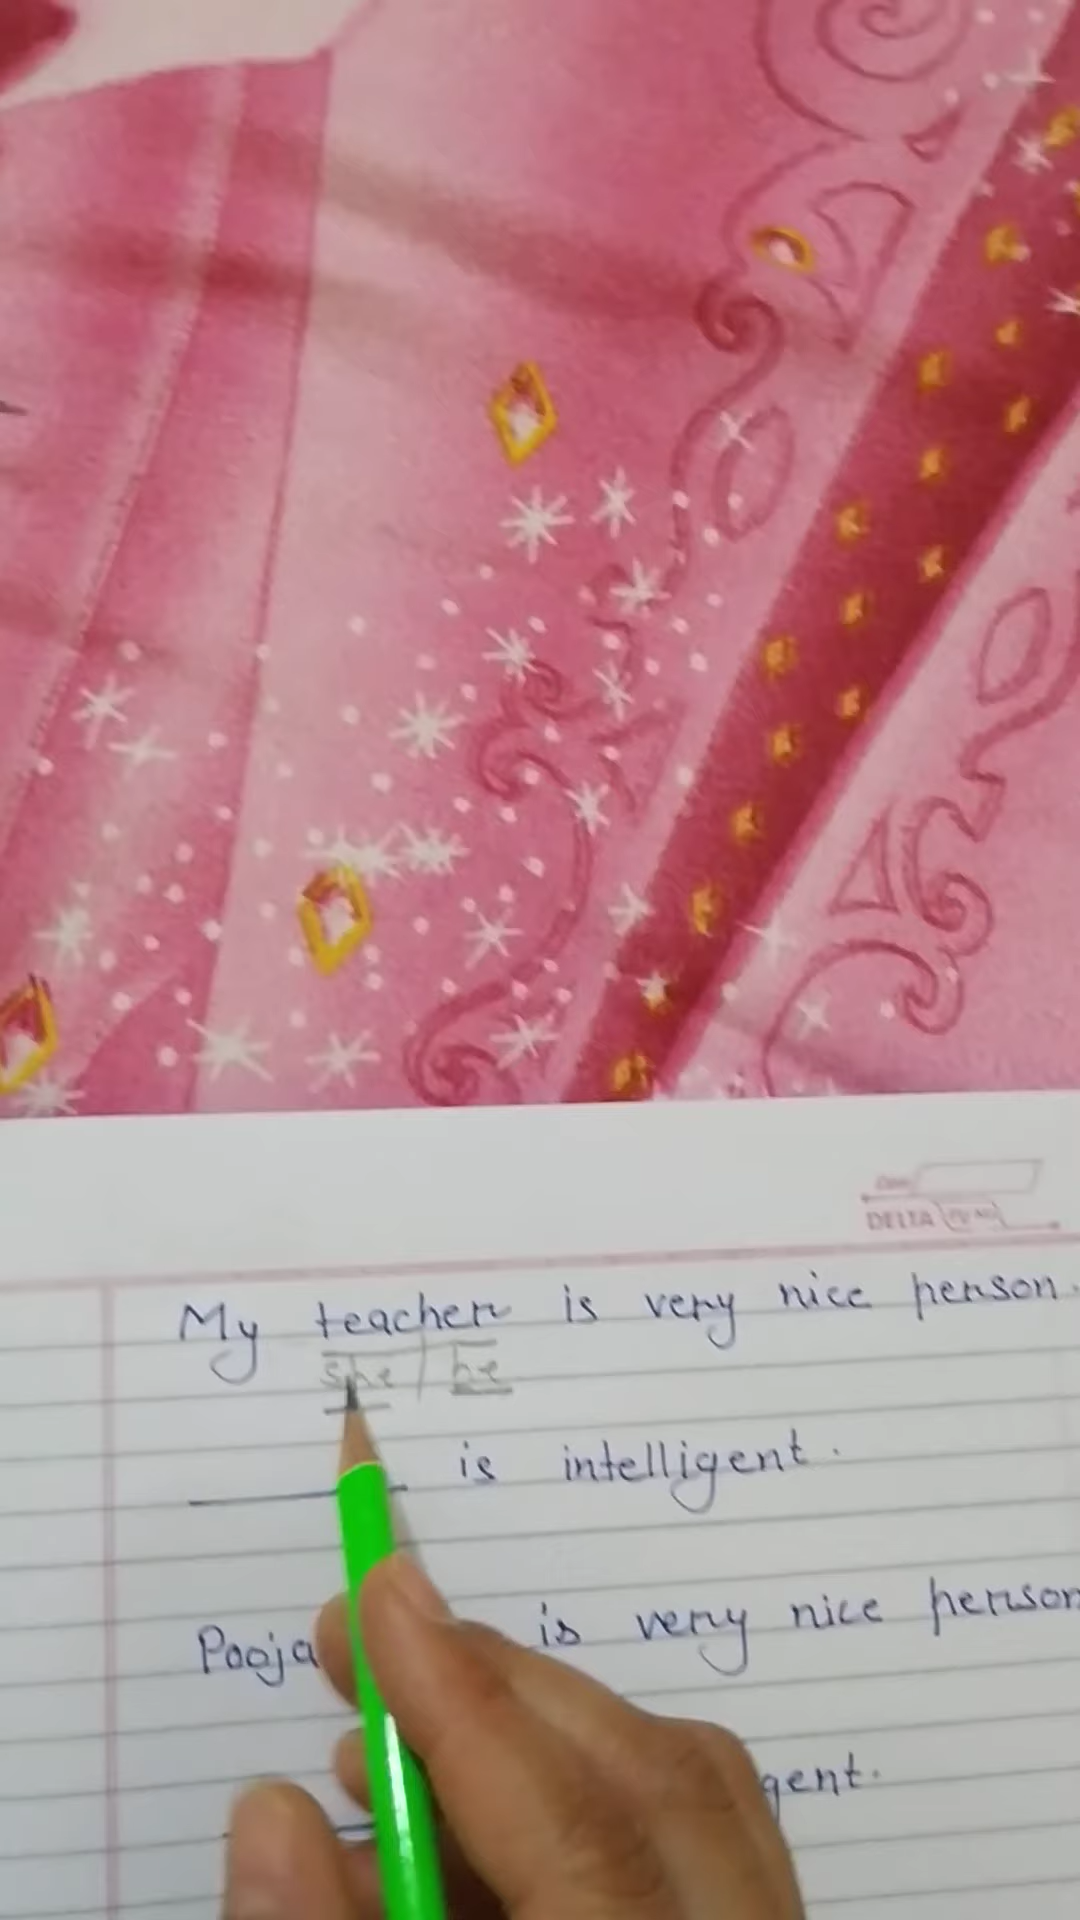 DELTA
My teacher is very nice person.
she / he
is intelligent.
Pooja is very nice person
gent.